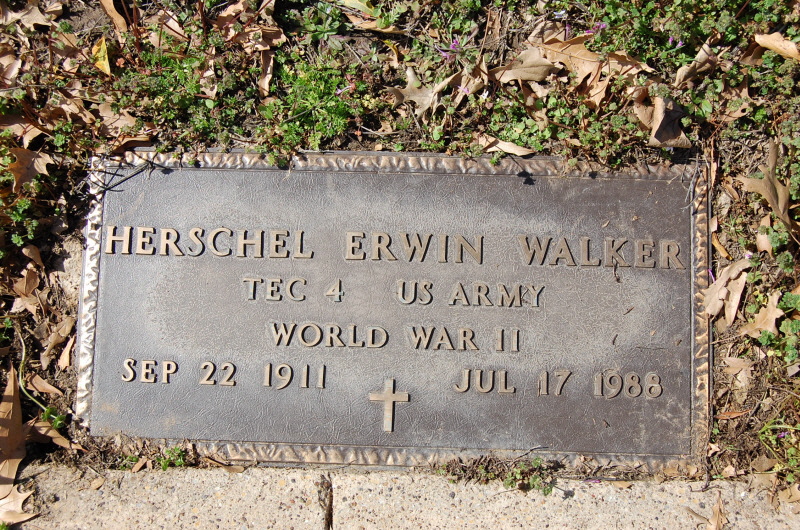 HERSCHEL ERWIN WALKER
TEC 4 US ARMY
WORLD WAR II
SEP 22 1911 JUL 17 1988